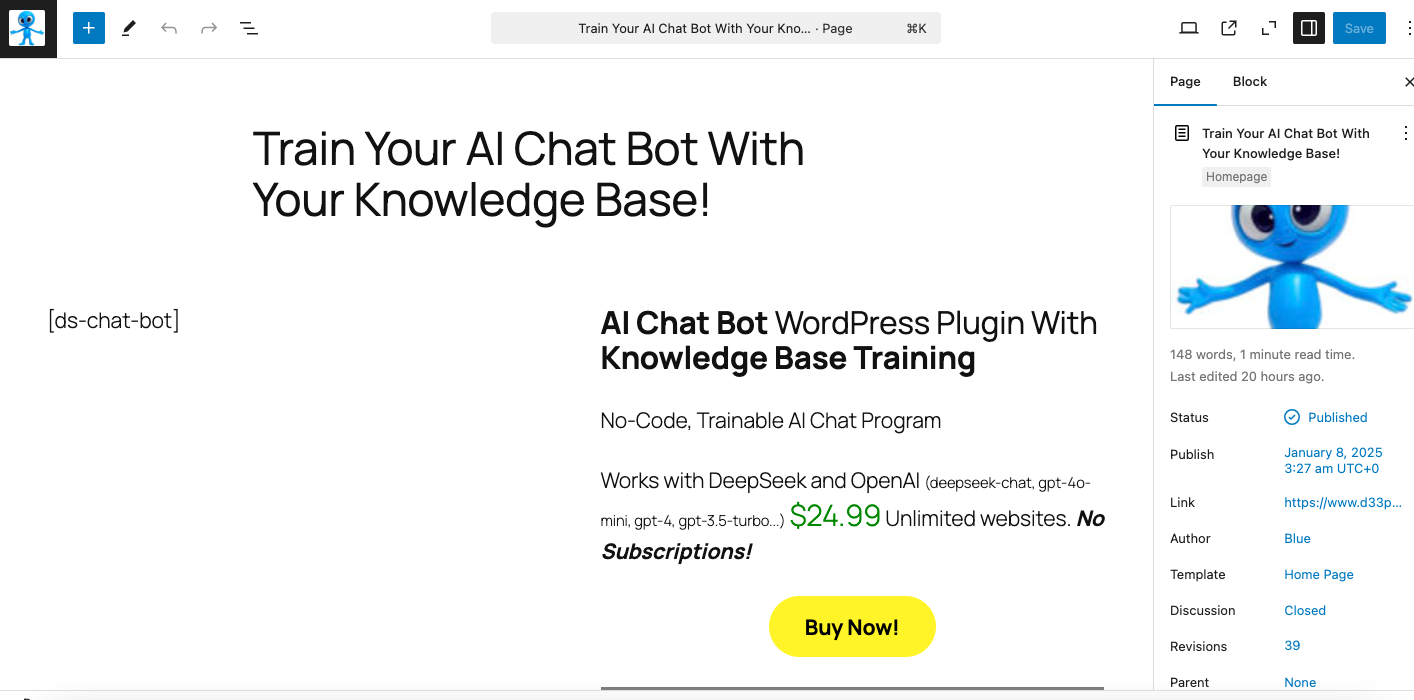 Train Your AI Chat Bot With Your Kno... · Page ⌘K
Save
Train Your AI Chat Bot With
Your Knowledge Base!
[ds-chat-bot]
AI Chat Bot WordPress Plugin With
Knowledge Base Training
No-Code, Trainable AI Chat Program
Works with DeepSeek and OpenAI (deepseek-chat, gpt-4o-
mini, gpt-4, gpt-3.5-turbo...) $24.99 Unlimited websites. No
Subscriptions!
Buy Now!
Page Block
Train Your AI Chat Bot With
Your Knowledge Base!
Homepage
148 words, 1 minute read time.
Last edited 20 hours ago.
Status Published
Publish January 8, 2025
3:27 am UTC+0
Link https://www.d33p...
Author Blue
Template Home Page
Discussion Closed
Revisions 39
Parent None